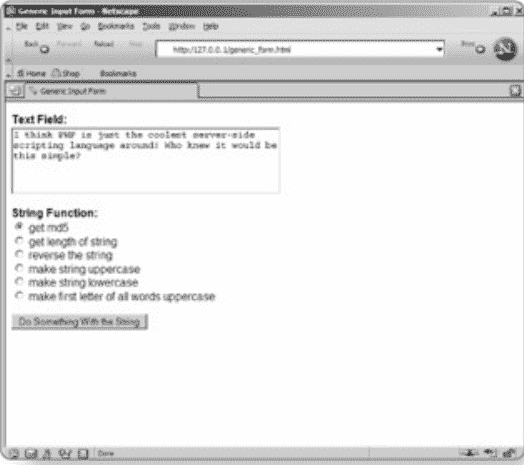 Generic Input Form - Netscape
File Edit View Go Bookmarks Tools Window Help
Back Forward Reload Stop http://127.0.0.1/generic_form.html Print N
Home Shop Bookmarks
Generic Input Form
Text Field:
I think PHP is just the coolest server-side
scripting language around! Who knew it would be
this simple?
String Function:
get md5
get length of string
reverse the string
make string uppercase
make string lowercase
make first letter of all words uppercase
Do Something With the String
Done